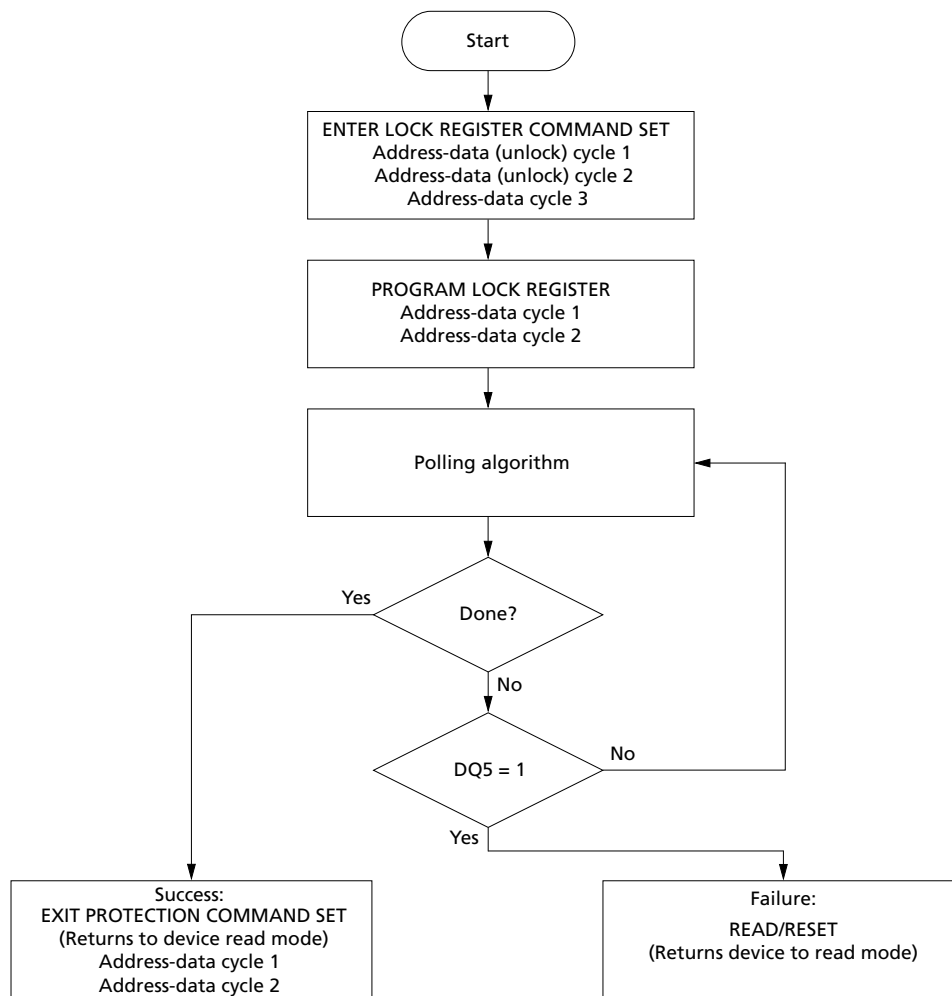 Start
ENTER LOCK REGISTER COMMAND SET
Address-data (unlock) cycle 1
Address-data (unlock) cycle 2
Address-data cycle 3
PROGRAM LOCK REGISTER
Address-data cycle 1
Address-data cycle 2
Polling algorithm
Yes
Done?
No
DQ5 = 1
No
Yes
Success:
EXIT PROTECTION COMMAND SET
(Returns to device read mode)
Address-data cycle 1
Address-data cycle 2
Failure:
READ/RESET
(Returns device to read mode)